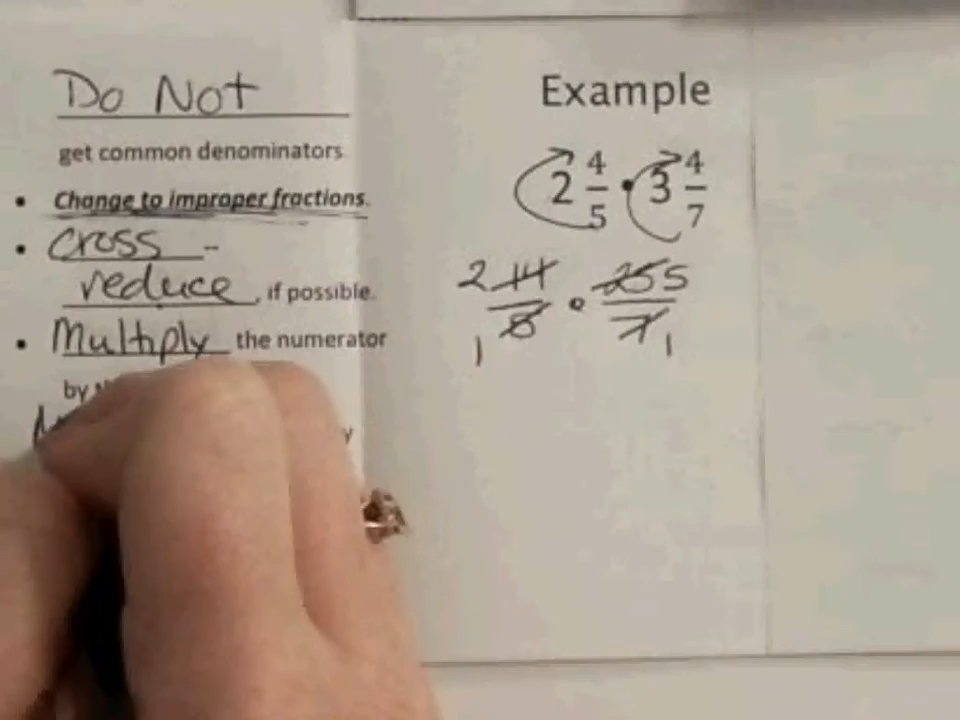 Do Not
get common denominators
• Change to improper fractions.
• Cross -
reduce, if possible.
• Multiply the numerator
by
Example
2 4/5 • 3 4/7
2 14/5 • 25 5/7
1 1